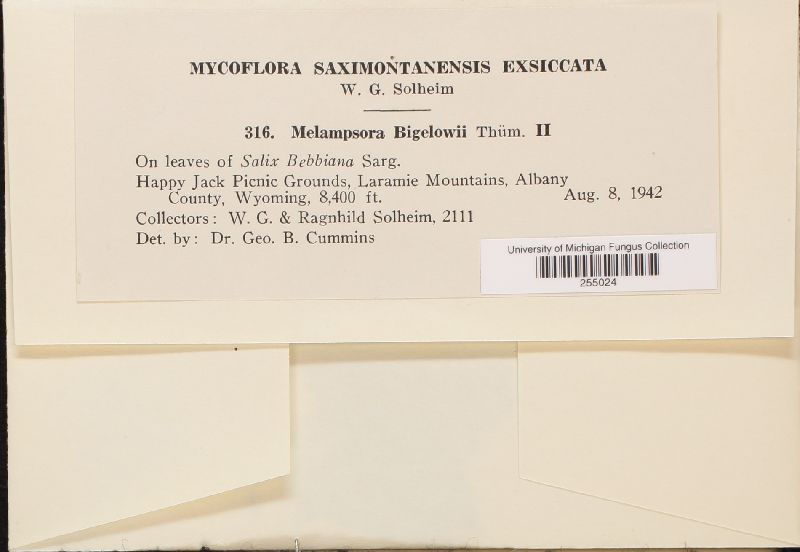 MYCOFLORA SAXIMONTANENSIS EXSICCATA
W. G. Solheim
316. Melampsora Bigelowii Thüm. II
On leaves of Salix Bebbiana Sarg.
Happy Jack Picnic Grounds, Laramie Mountains, Albany
County, Wyoming, 8,400 ft. Aug. 8, 1942
Collectors: W. G. & Ragnhild Solheim, 2111
Det. by: Dr. Geo. B. Cummins
University of Michigan Fungus Collection
255024